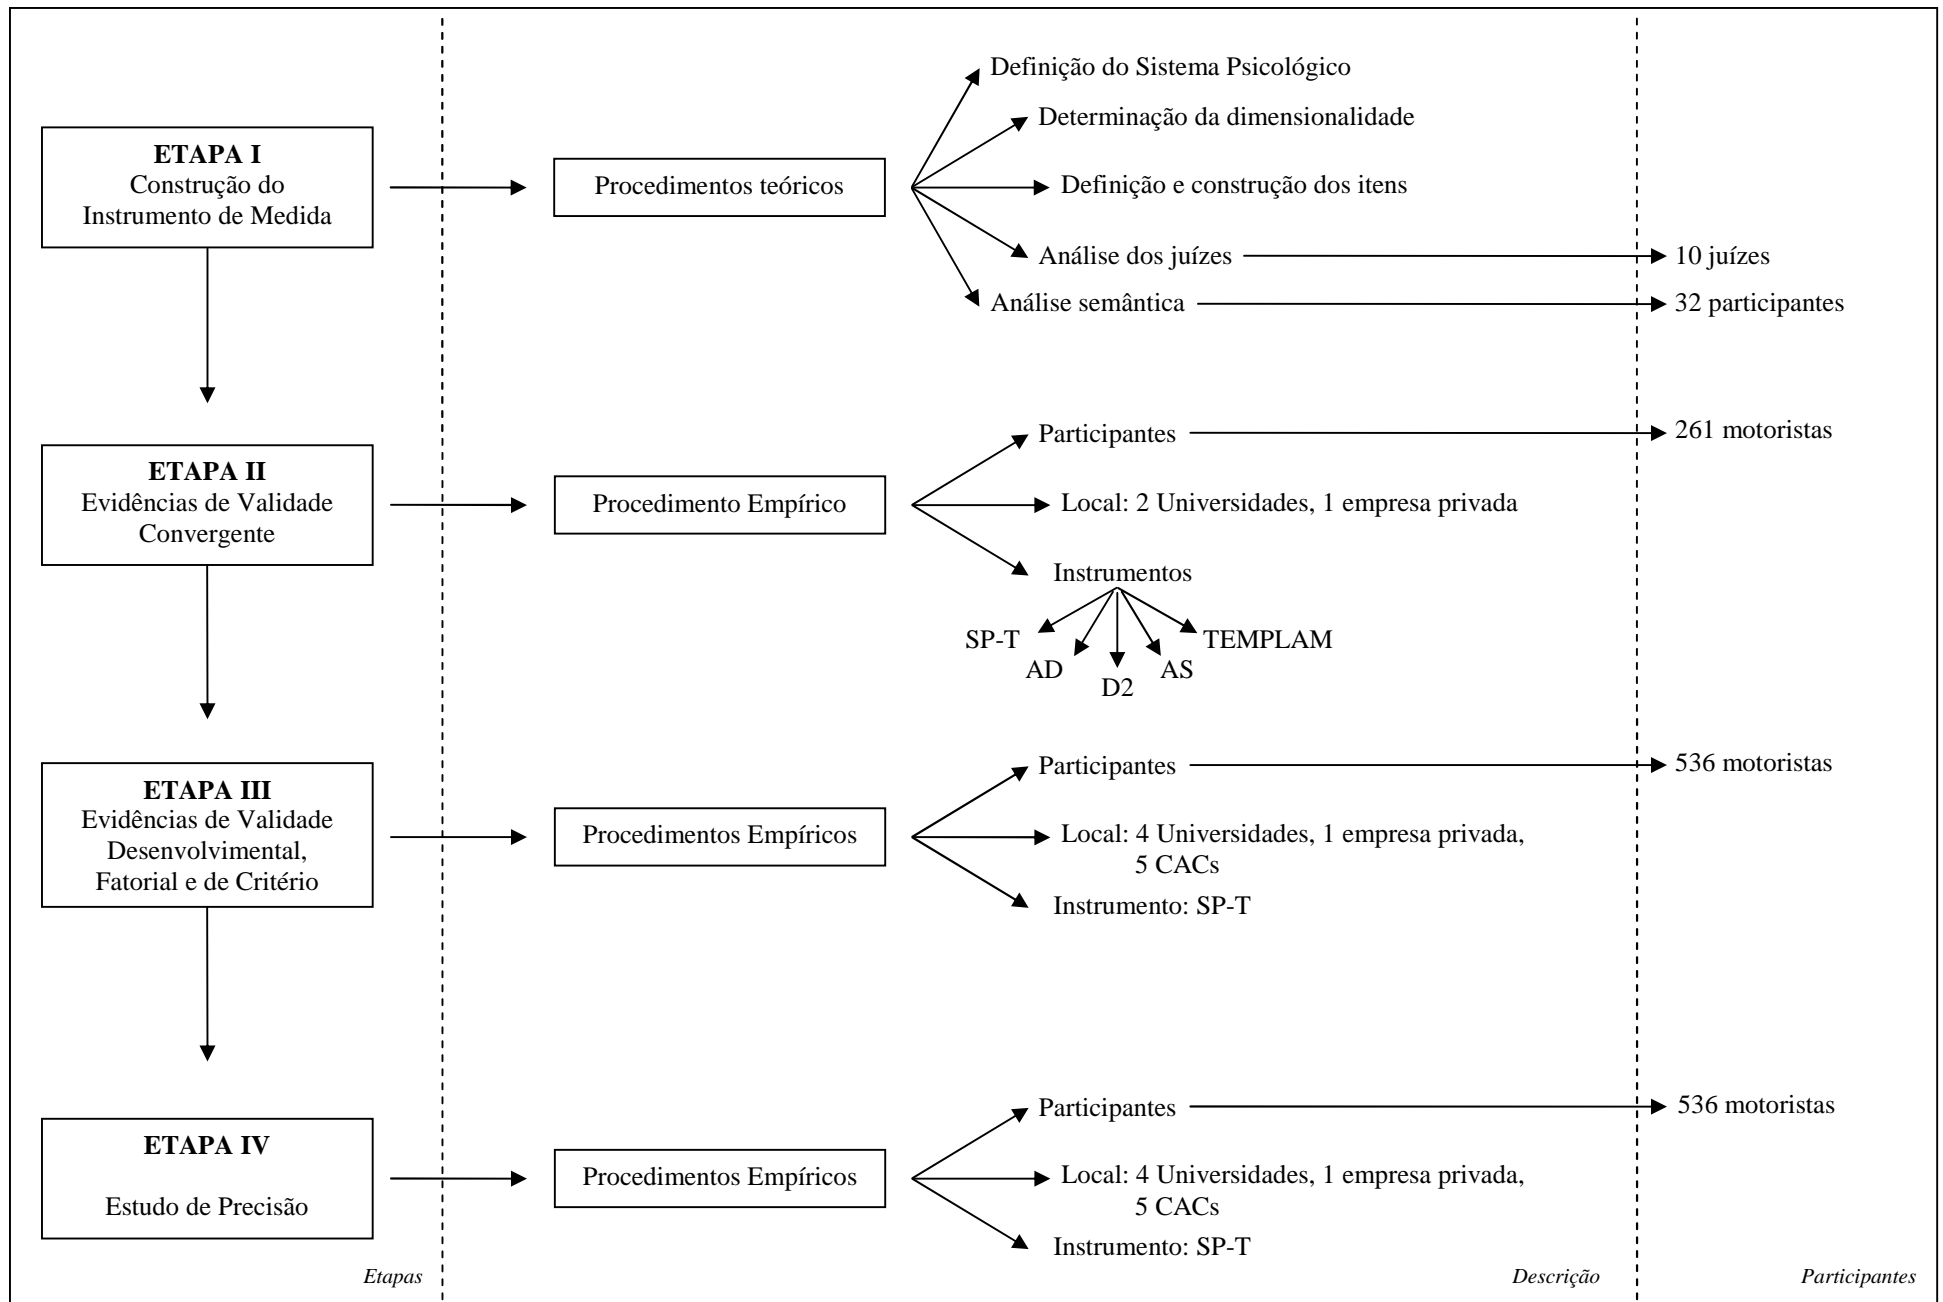 ETAPA I
Construção do
Instrumento de Medida
Procedimentos teóricos
Definição do Sistema Psicológico
Determinação da dimensionalidade
Definição e construção dos itens
Análise dos juízes
10 juízes
Análise semântica
32 participantes
ETAPA II
Evidências de Validade
Convergente
Procedimento Empírico
Participantes
261 motoristas
Local: 2 Universidades, 1 empresa privada
Instrumentos
SP-T
AD
D2
AS
TEMPLAM
ETAPA III
Evidências de Validade
Desenvolvimental,
Fatorial e de Critério
Procedimentos Empíricos
Participantes
536 motoristas
Local: 4 Universidades, 1 empresa privada,
5 CACs
Instrumento: SP-T
ETAPA IV
Estudo de Precisão
Procedimentos Empíricos
Participantes
536 motoristas
Local: 4 Universidades, 1 empresa privada,
5 CACs
Instrumento: SP-T
Etapas
Descrição
Participantes